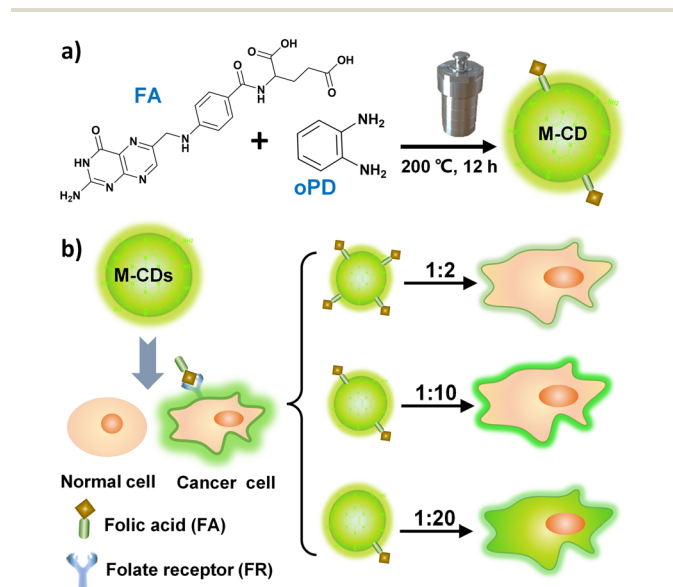 a)
FA
O
OH
O
OH
O
N
H
O
HN
H2N
N
N
N
H
N
+
NH2
NH2
oPD
200 ℃, 12 h
M-CD
b)
M-CDs
Normal cell
Cancer cell
Folic acid (FA)
Folate receptor (FR)
1:2
1:10
1:20